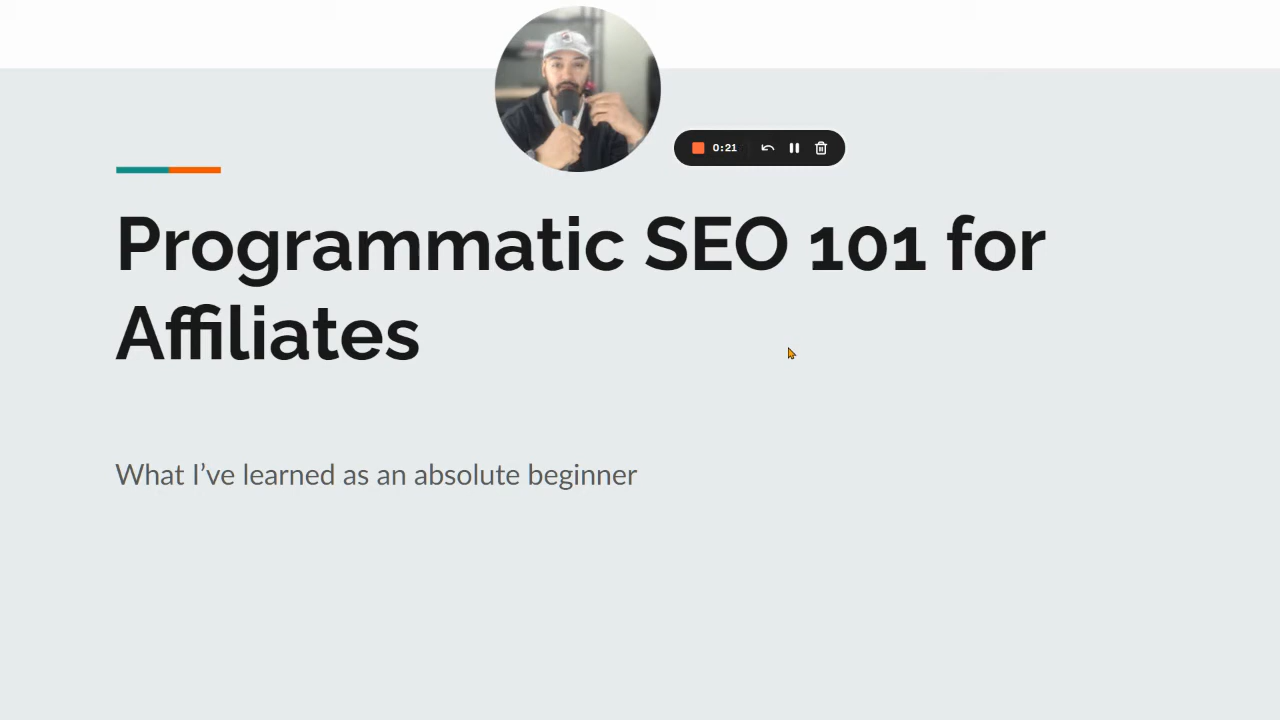 0:21
Programmatic SEO 101 for
Affiliates
What I’ve learned as an absolute beginner